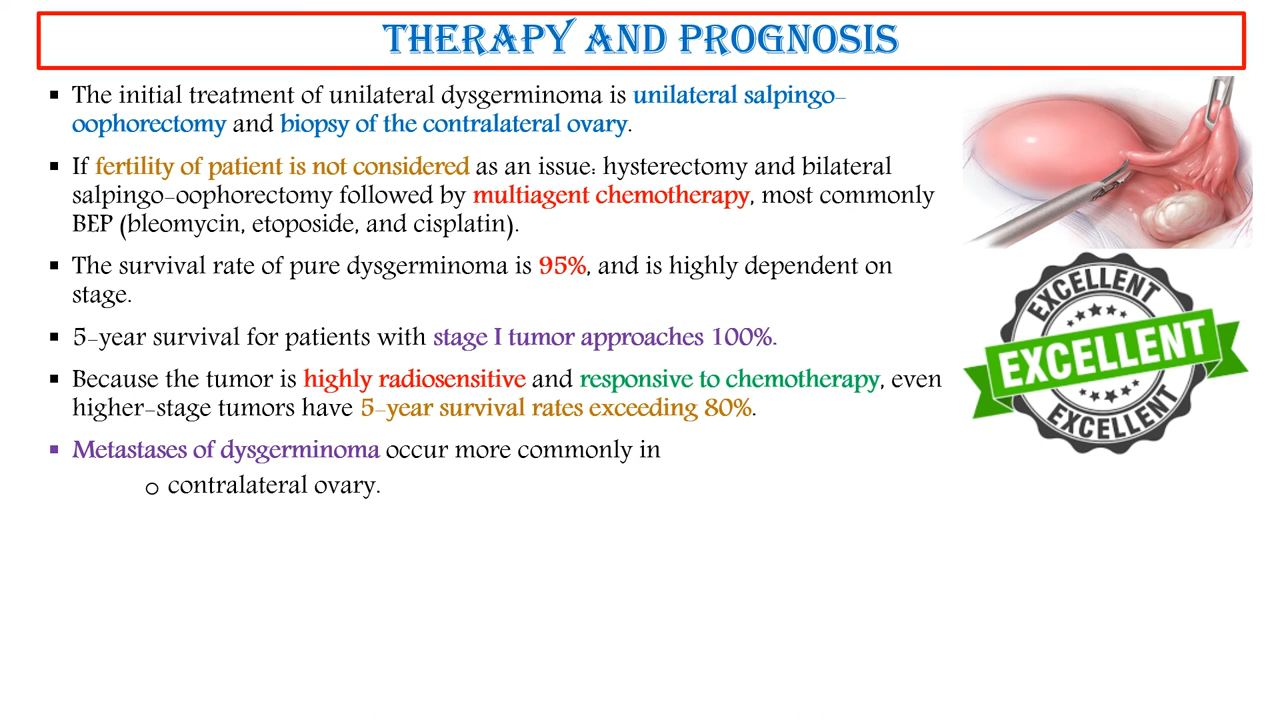 THERAPY AND PROGNOSIS
▪ The initial treatment of unilateral dysgerminoma is unilateral salpingo-
oophorectomy and biopsy of the contralateral ovary.
▪ If fertility of patient is not considered as an issue: hysterectomy and bilateral
salpingo-oophorectomy followed by multiagent chemotherapy, most commonly
BEP (bleomycin, etoposide, and cisplatin).
▪ The survival rate of pure dysgerminoma is 95%, and is highly dependent on
stage.
▪ 5-year survival for patients with stage I tumor approaches 100%.
▪ Because the tumor is highly radiosensitive and responsive to chemotherapy, even
higher-stage tumors have 5-year survival rates exceeding 80%.
▪ Metastases of dysgerminoma occur more commonly in
o contralateral ovary.
EXCELLENT
EXCELLENT
EXCELLENT